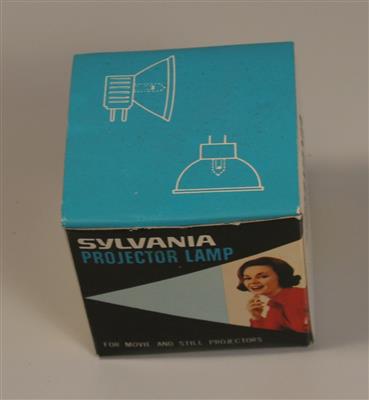 SYLVANIA
PROJECTOR LAMP
FOR MOVIE AND STILL PROJECTORS